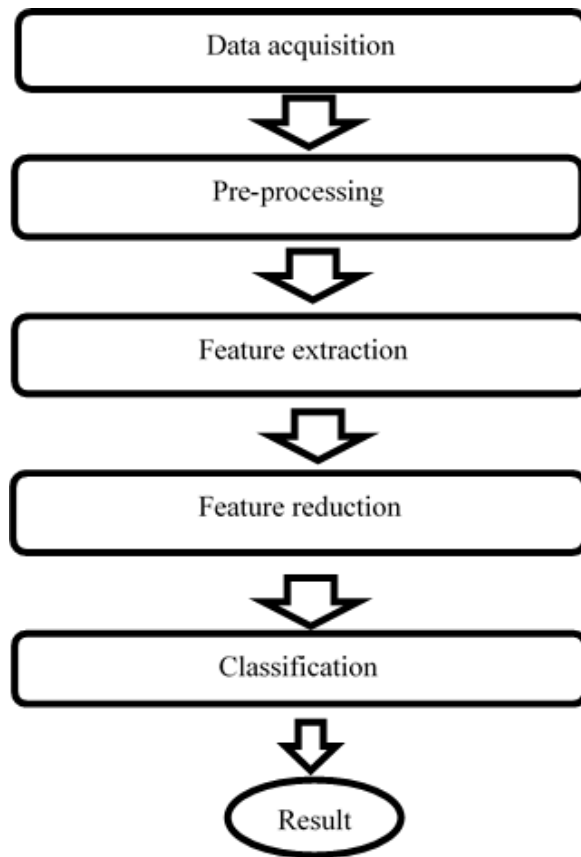 Data acquisition
Pre-processing
Feature extraction
Feature reduction
Classification
Result